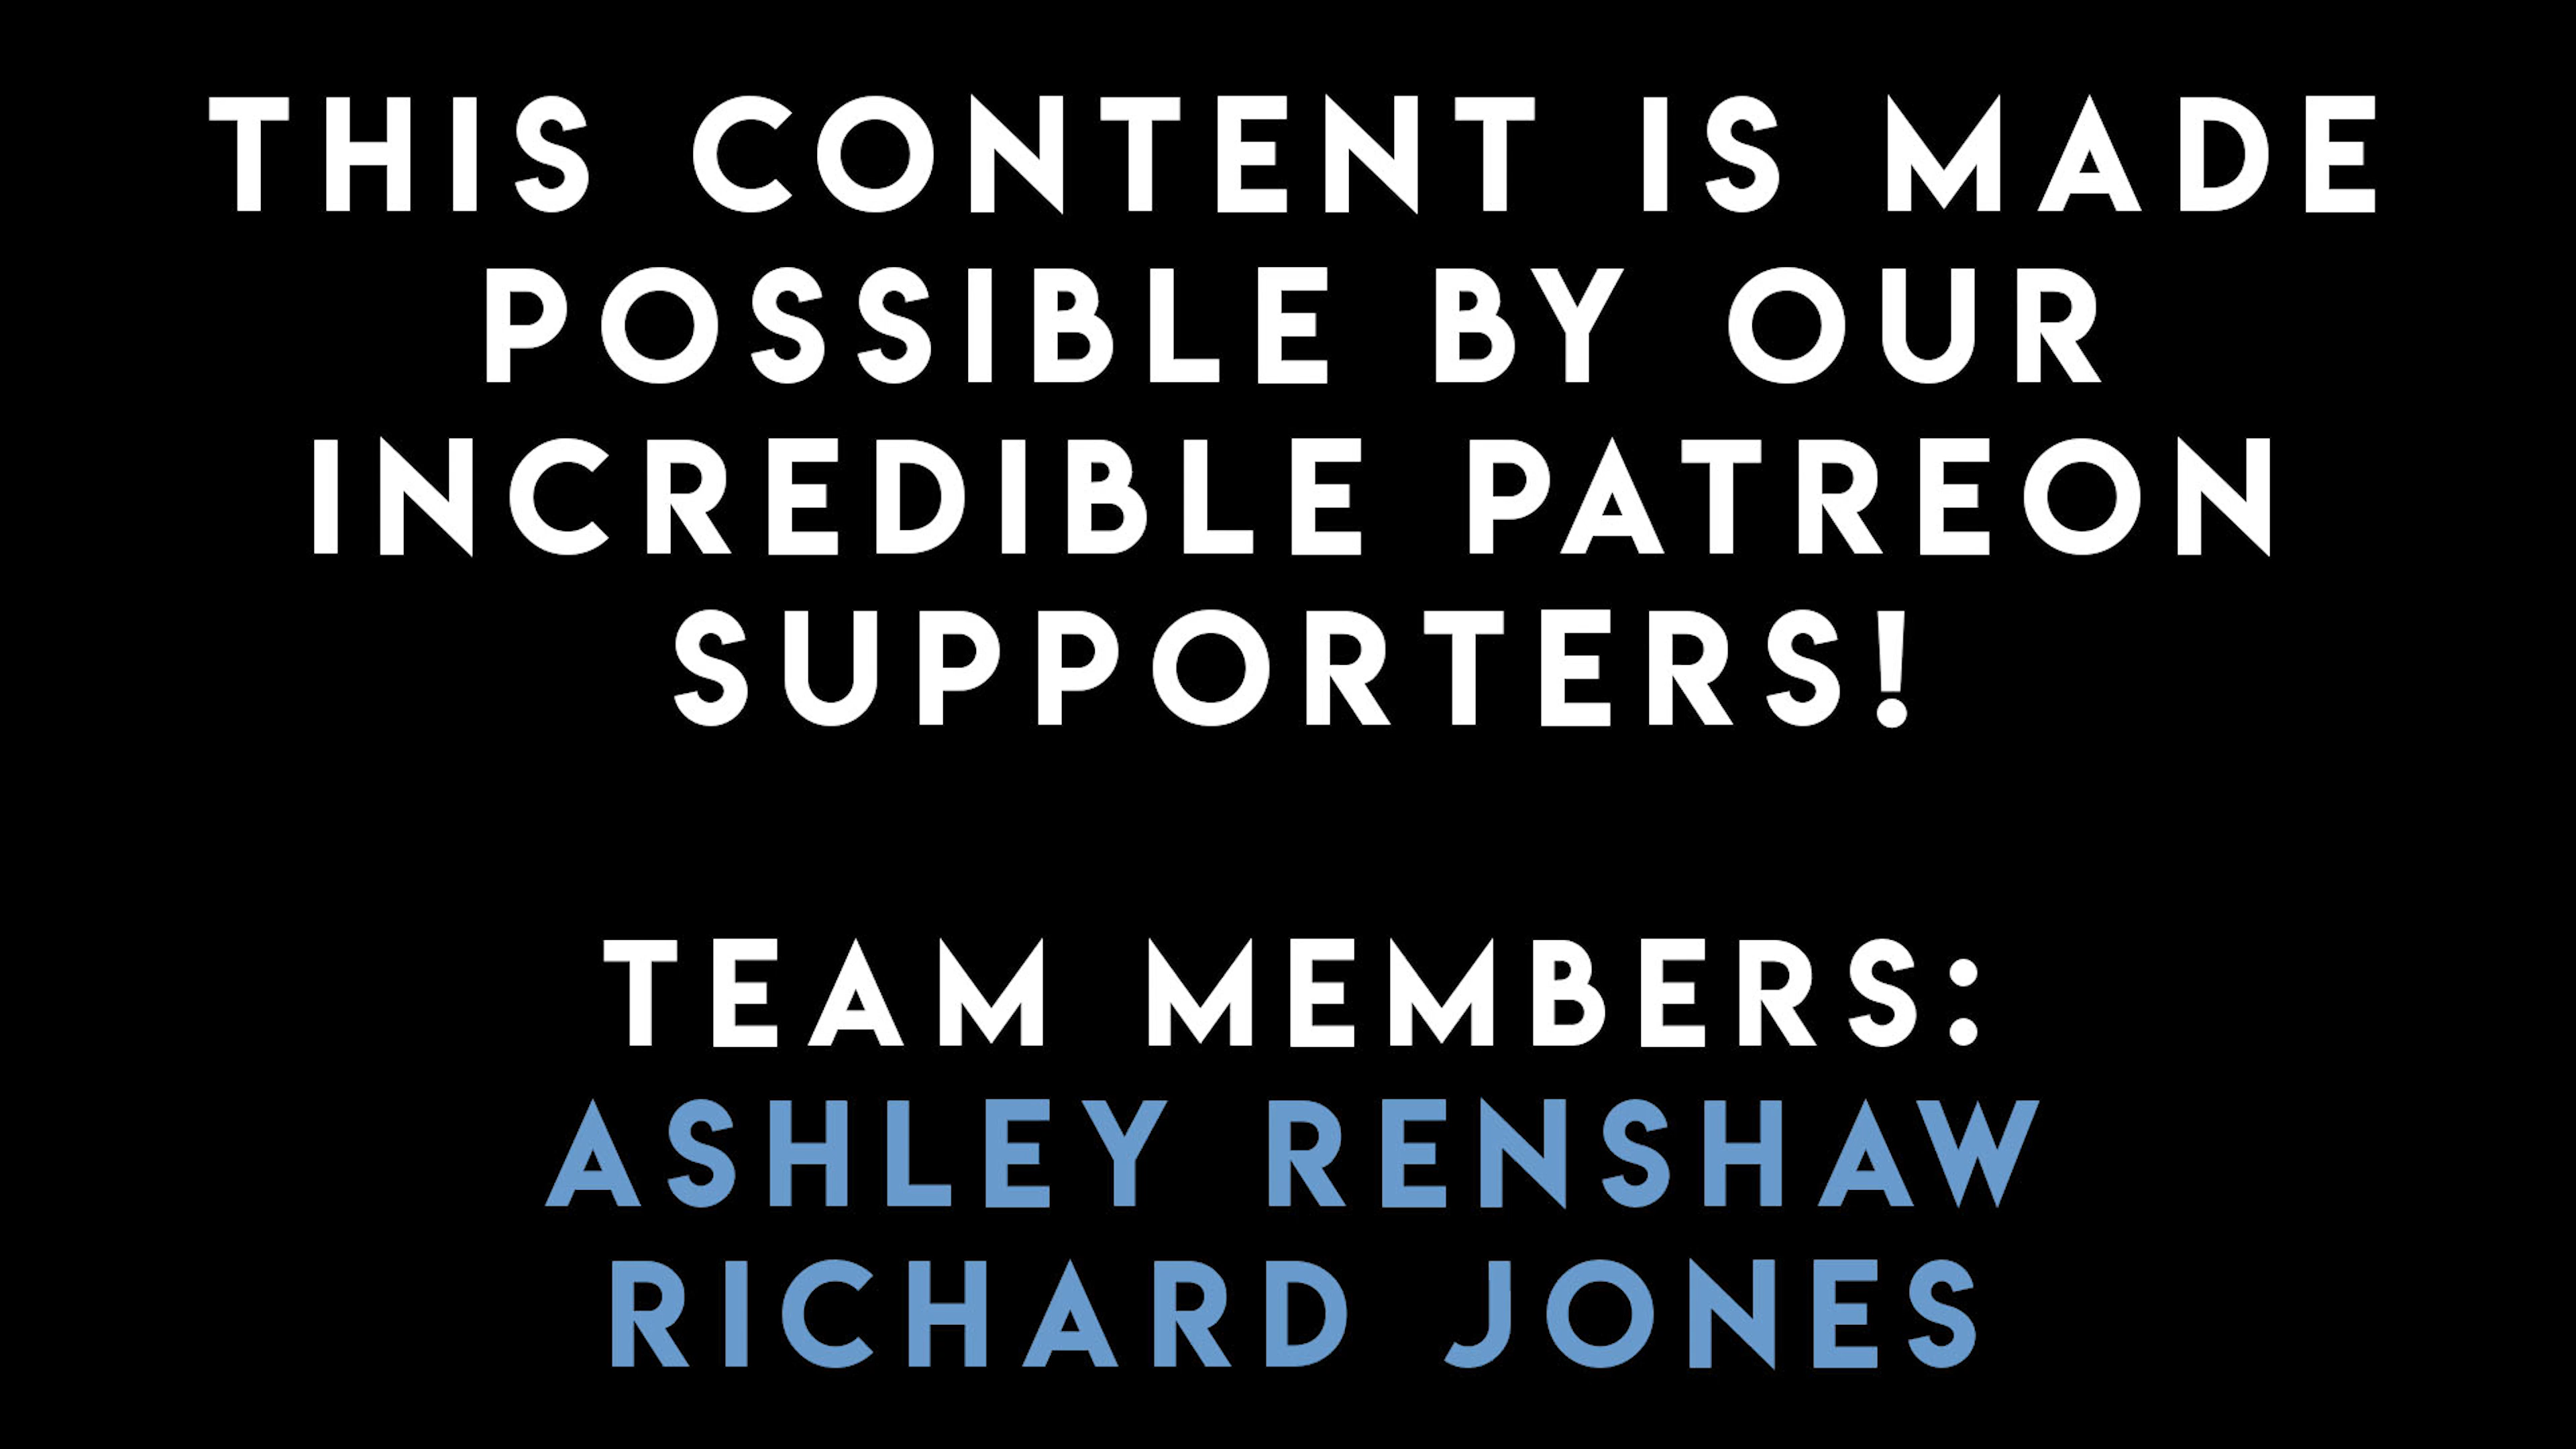 THIS CONTENT IS MADE
POSSIBLE BY OUR
INCREDIBLE PATREON
SUPPORTERS!
TEAM MEMBERS:
ASHLEY RENSHAW
RICHARD JONES